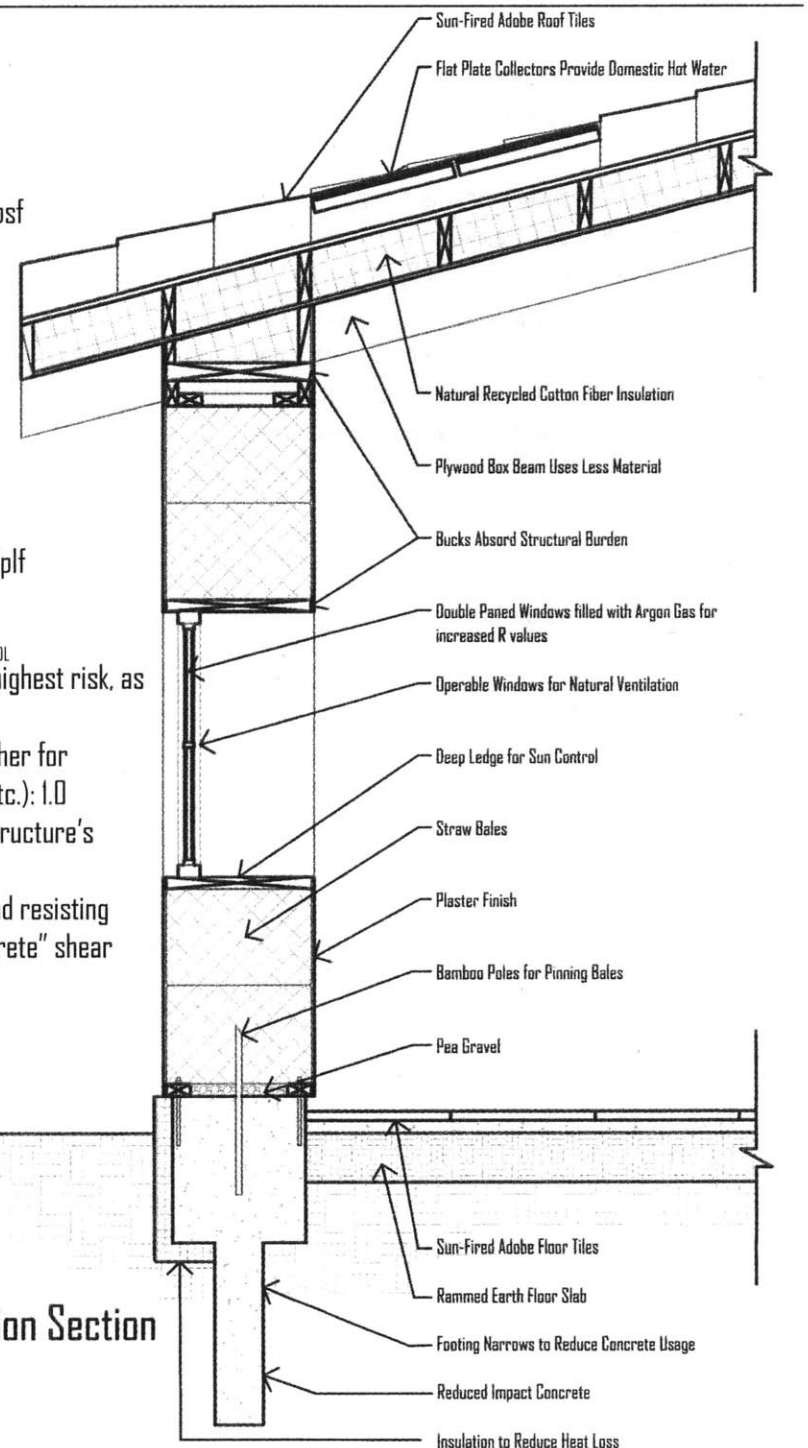 Sun-Fired Adobe Roof Tiles
Flat Plate Collectors Provide Domestic Hot Water
psf
Natural Recycled Cotton Fiber Insulation
Plywood Box Beam Uses Less Material
Bucks Absord Structural Burden
plf
Double Paned Windows filled with Argon Gas for
increased R values
DL
highest risk, as
Operable Windows for Natural Ventilation
her for
Deep Ledge for Sun Control
tc.): 1.0
ructure's
Straw Bales
d resisting
rete" shear
Plaster Finish
Bamboo Poles for Pinning Bales
Pea Gravel
Sun-Fired Adobe Floor Tiles
Rammed Earth Floor Slab
on Section
Footing Narrows to Reduce Concrete Usage
Reduced Impact Concrete
Insulation to Reduce Heat Loss